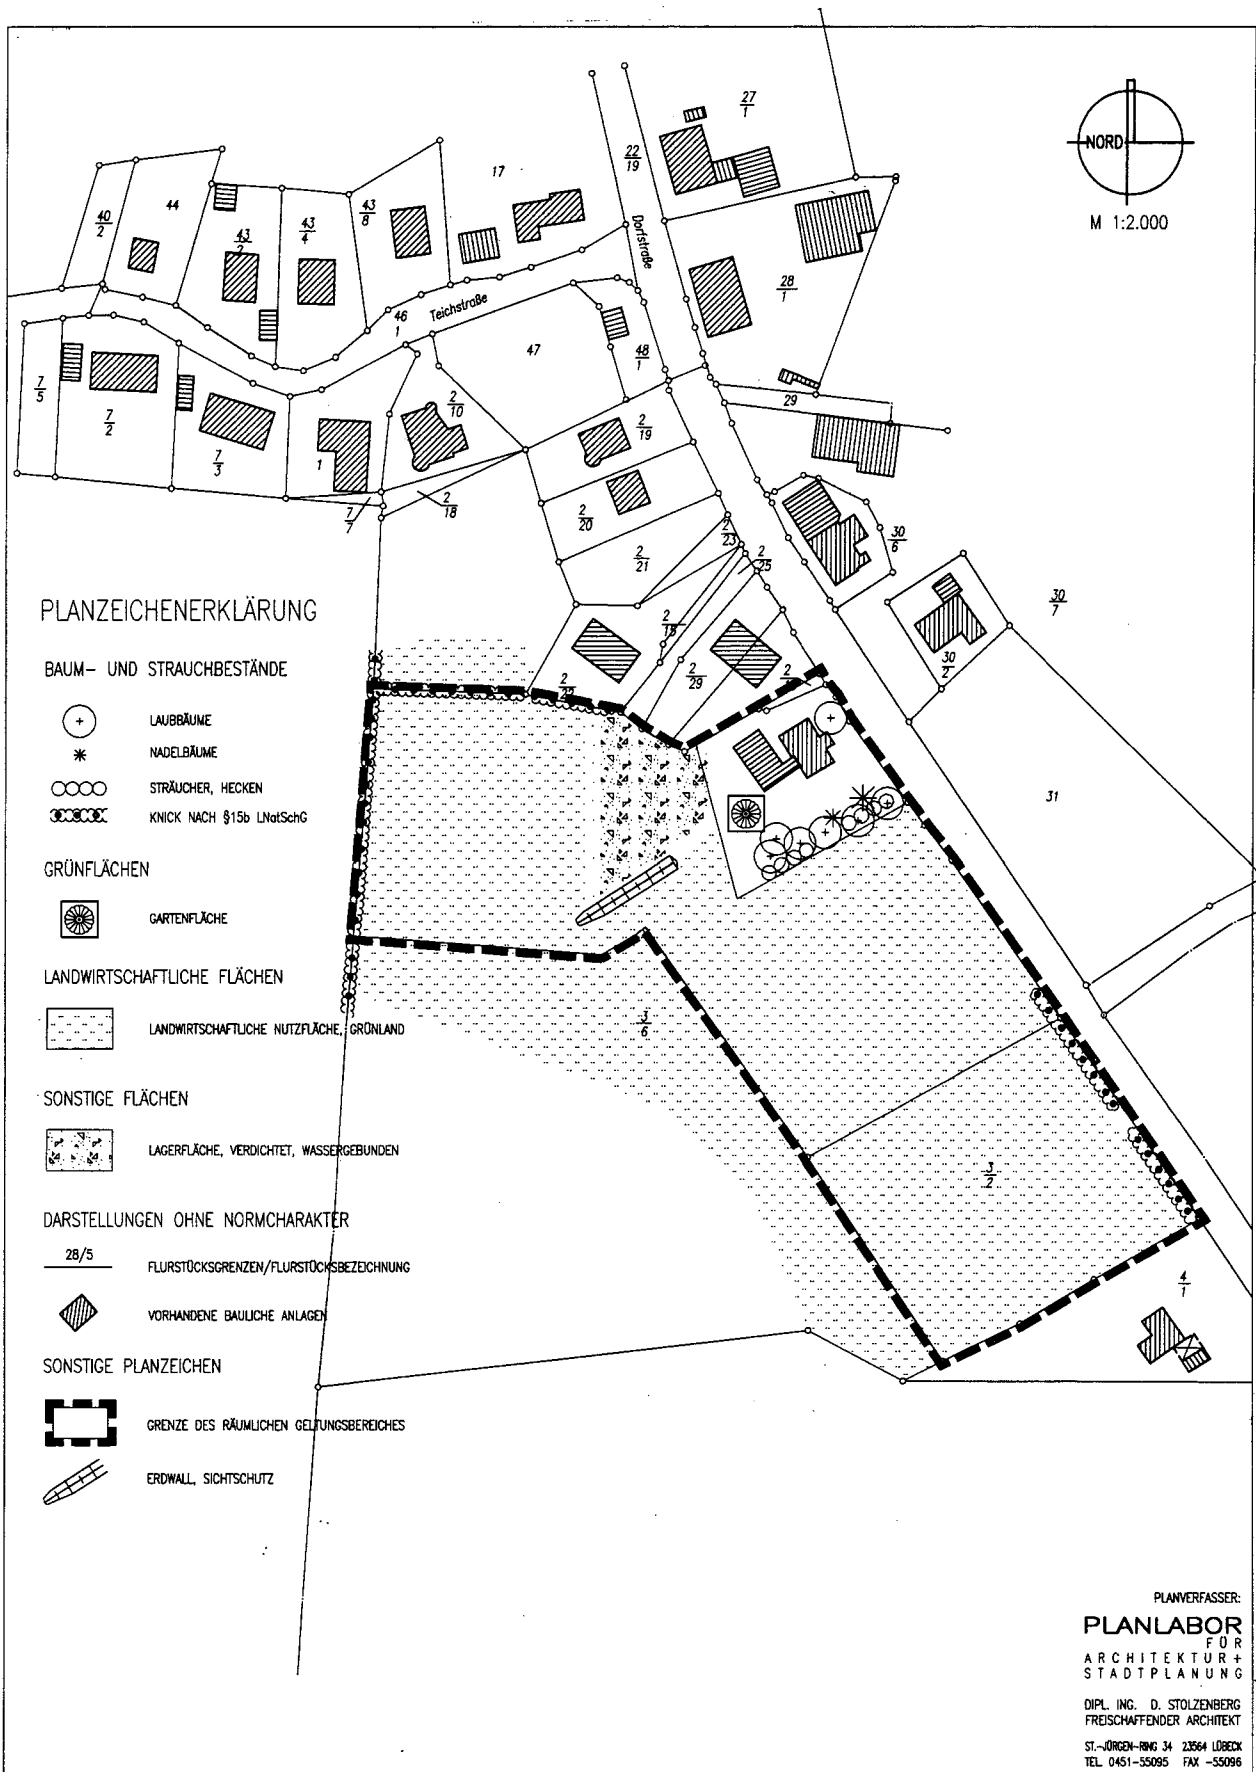 27
1
NORD
M 1:2.000
22
19
17
44
40
2
43
2
43
4
43
8
Dorfstraße
28
1
46
1
Teichstraße
47
48
1
29
7
5
7
2
7
3
1
2
10
2
19
7
7
2
18
2
20
2
21
2
23
2
25
30
6
30
7
30
2
2
2
22
2
29
2
31
3
6
3
2
4
1
PLANZEICHENERKLÄRUNG
BAUM- UND STRAUCHBESTÄNDE
LAUBBÄUME
NADELBÄUME
STRÄUCHER, HECKEN
KNICK NACH §15b LNatSchG
GRÜNFLÄCHEN
GARTENFLÄCHE
LANDWIRTSCHAFTLICHE FLÄCHEN
LANDWIRTSCHAFTLICHE NUTZFLÄCHE, GRÜNLAND
SONSTIGE FLÄCHEN
LAGERFLÄCHE, VERDICHTET, WASSERGEBUNDEN
DARSTELLUNGEN OHNE NORMCHARAKTER
28/5
FLURSTÜCKSGRENZEN/FLURSTÜCKSBEZEICHNUNG
VORHANDENE BAULICHE ANLAGEN
SONSTIGE PLANZEICHEN
GRENZE DES RÄUMLICHEN GELTUNGSBEREICHES
ERDWALL, SICHTSCHUTZ
PLANVERFASSER:
PLANLABOR
FÜR
ARCHITEKTUR+
STADTPLANUNG
DIPL. ING. D. STOLZENBERG
FREISCHAFFENDER ARCHITEKT
ST.-JÜRGEN-RING 34 23564 LÜBECK
TEL. 0451-55095 FAX -55096